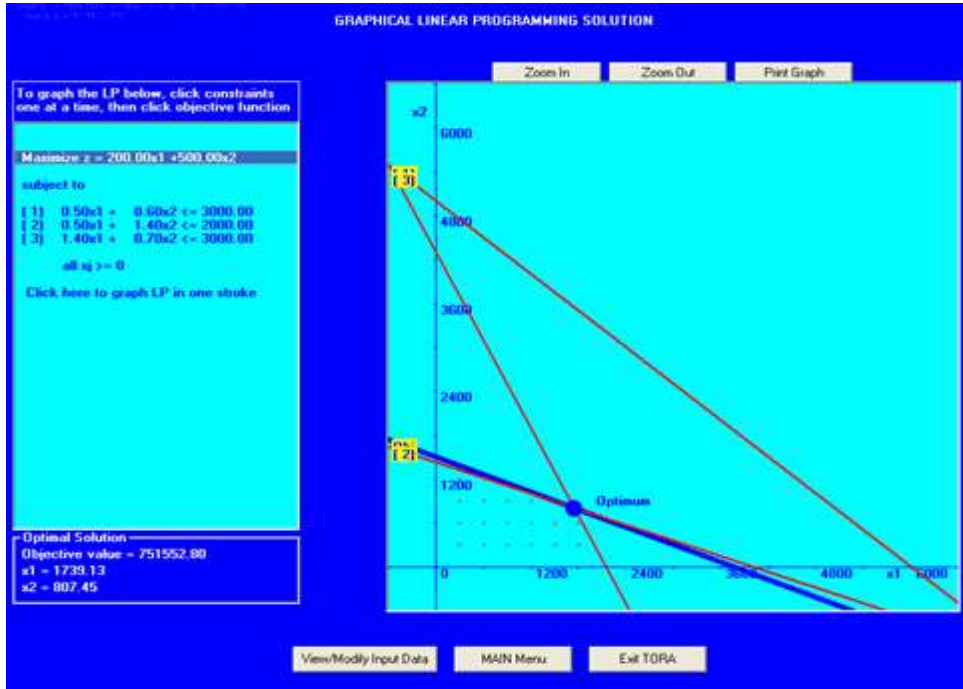 GRAPHICAL LINEAR PROGRAMMING SOLUTION
Zoom In Zoom Out Print Graph
To graph the LP below, click constraints
one at a time, then click objective function
Maximize z = 200.00x1 +500.00x2
subject to
[ 1] 0.50x1 + 0.60x2 <= 3000.00
[ 2] 0.50x1 + 1.40x2 <= 2000.00
[ 3] 1.40x1 + 0.70x2 <= 3000.00
all xj >= 0
Click here to graph LP in one stroke
Optimal Solution
Objective value = 751552.80
x1 = 1739.13
x2 = 807.45
x2
6000
[ 3]
4800
3600
2400
[ 2]
1200
Optimum
0 1200 2400 3600 4800 x1 6000
View/Modify Input Data MAIN Menu Exit TORA